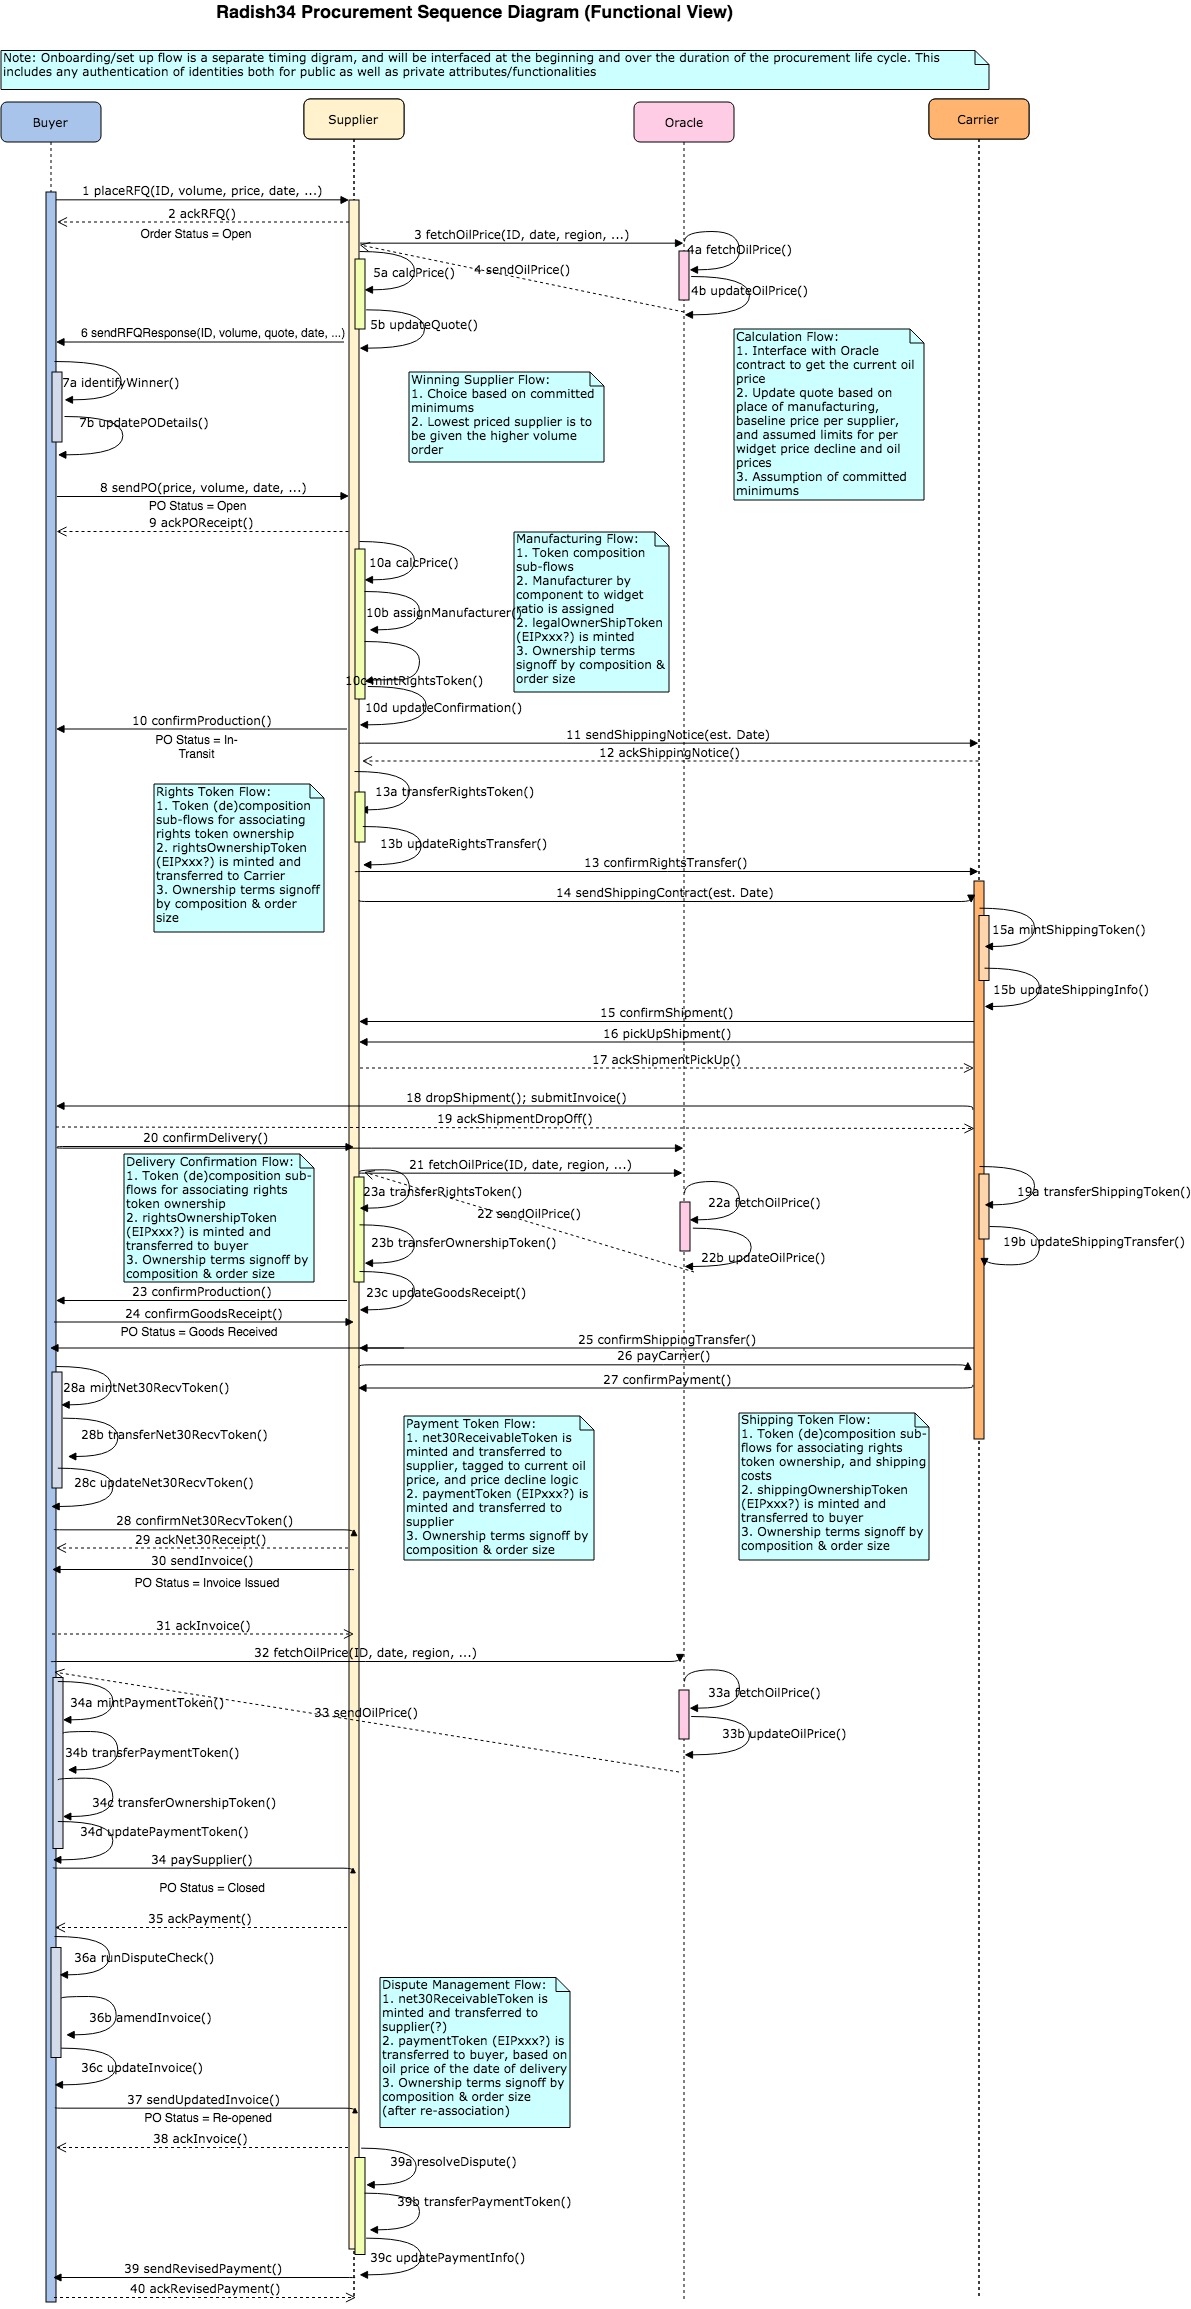 Radish34 Procurement Sequence Diagram (Functional View)
Note: Onboarding/set up flow is a separate timing digram, and will be interfaced at the beginning and over the duration of the procurement life cycle. This
includes any authentication of identities both for public as well as private attributes/functionalities
Buyer
Supplier
Oracle
Carrier
1 placeRFQ(ID, volume, price, date, ...)
2 ackRFQ()
Order Status = Open
3 fetchOilPrice(ID, date, region, ...)
4a fetchOilPrice()
4 sendOilPrice()
5a calcPrice()
4b updateOilPrice()
5b updateQuote()
6 sendRFQResponse(ID, volume, quote, date, ...)
Calculation Flow:
1. Interface with Oracle
contract to get the current oil
price
2. Update quote based on
place of manufacturing,
baseline price per supplier,
and assumed limits for per
widget price decline and oil
prices
3. Assumption of committed
minimums
7a identifyWinner()
7b updatePODetails()
Winning Supplier Flow:
1. Choice based on committed
minimums
2. Lowest priced supplier is to
be given the higher volume
order
8 sendPO(price, volume, date, ...)
PO Status = Open
9 ackPOReceipt()
Manufacturing Flow:
1. Token composition
sub-flows
2. Manufacturer by
component to widget
ratio is assigned
2. legalOwnerShipToken
(EIPxxx?) is minted
3. Ownership terms
signoff by composition &
order size
10a calcPrice()
10b assignManufacturer()
10c mintRightsToken()
10d updateConfirmation()
10 confirmProduction()
PO Status = In-
Transit
11 sendShippingNotice(est. Date)
12 ackShippingNotice()
Rights Token Flow:
1. Token (de)composition
sub-flows for associating
rights token ownership
2. rightsOwnershipToken
(EIPxxx?) is minted and
transferred to Carrier
3. Ownership terms signoff
by composition & order
size
13a transferRightsToken()
13b updateRightsTransfer()
13 confirmRightsTransfer()
14 sendShippingContract(est. Date)
15a mintShippingToken()
15b updateShippingInfo()
15 confirmShipment()
16 pickUpShipment()
17 ackShipmentPickUp()
18 dropShipment(); submitInvoice()
19 ackShipmentDropOff()
20 confirmDelivery()
Delivery Confirmation Flow:
1. Token (de)composition sub-
flows for associating rights
token ownership
2. rightsOwnershipToken
(EIPxxx?) is minted and
transferred to buyer
3. Ownership terms signoff by
composition & order size
21 fetchOilPrice(ID, date, region, ...)
23a transferRightsToken()
22 sendOilPrice()
22a fetchOilPrice()
19a transferShippingToken()
23b transferOwnershipToken()
22b updateOilPrice()
19b updateShippingTransfer()
23c updateGoodsReceipt()
23 confirmProduction()
24 confirmGoodsReceipt()
PO Status = Goods Received
25 confirmShippingTransfer()
26 payCarrier()
27 confirmPayment()
28a mintNet30RecvToken()
28b transferNet30RecvToken()
28c updateNet30RecvToken()
Payment Token Flow:
1. net30ReceivableToken is
minted and transferred to
supplier, tagged to current oil
price, and price decline logic
2. paymentToken (EIPxxx?) is
minted and transferred to
supplier
3. Ownership terms signoff by
composition & order size
Shipping Token Flow:
1. Token (de)composition sub-
flows for associating rights
token ownership, and shipping
costs
2. shippingOwnershipToken
(EIPxxx?) is minted and
transferred to buyer
3. Ownership terms signoff by
composition & order size
28 confirmNet30RecvToken()
29 ackNet30Receipt()
30 sendInvoice()
PO Status = Invoice Issued
31 ackInvoice()
32 fetchOilPrice(ID, date, region, ...)
34a mintPaymentToken()
33 sendOilPrice()
33a fetchOilPrice()
33b updateOilPrice()
34b transferPaymentToken()
34c transferOwnershipToken()
34d updatePaymentToken()
34 paySupplier()
PO Status = Closed
35 ackPayment()
36a runDisputeCheck()
36b amendInvoice()
36c updateInvoice()
Dispute Management Flow:
1. net30ReceivableToken is
minted and transferred to
supplier(?)
2. paymentToken (EIPxxx?) is
transferred to buyer, based on
oil price of the date of delivery
3. Ownership terms signoff by
composition & order size
(after re-association)
37 sendUpdatedInvoice()
PO Status = Re-opened
38 ackInvoice()
39a resolveDispute()
39b transferPaymentToken()
39c updatePaymentInfo()
39 sendRevisedPayment()
40 ackRevisedPayment()